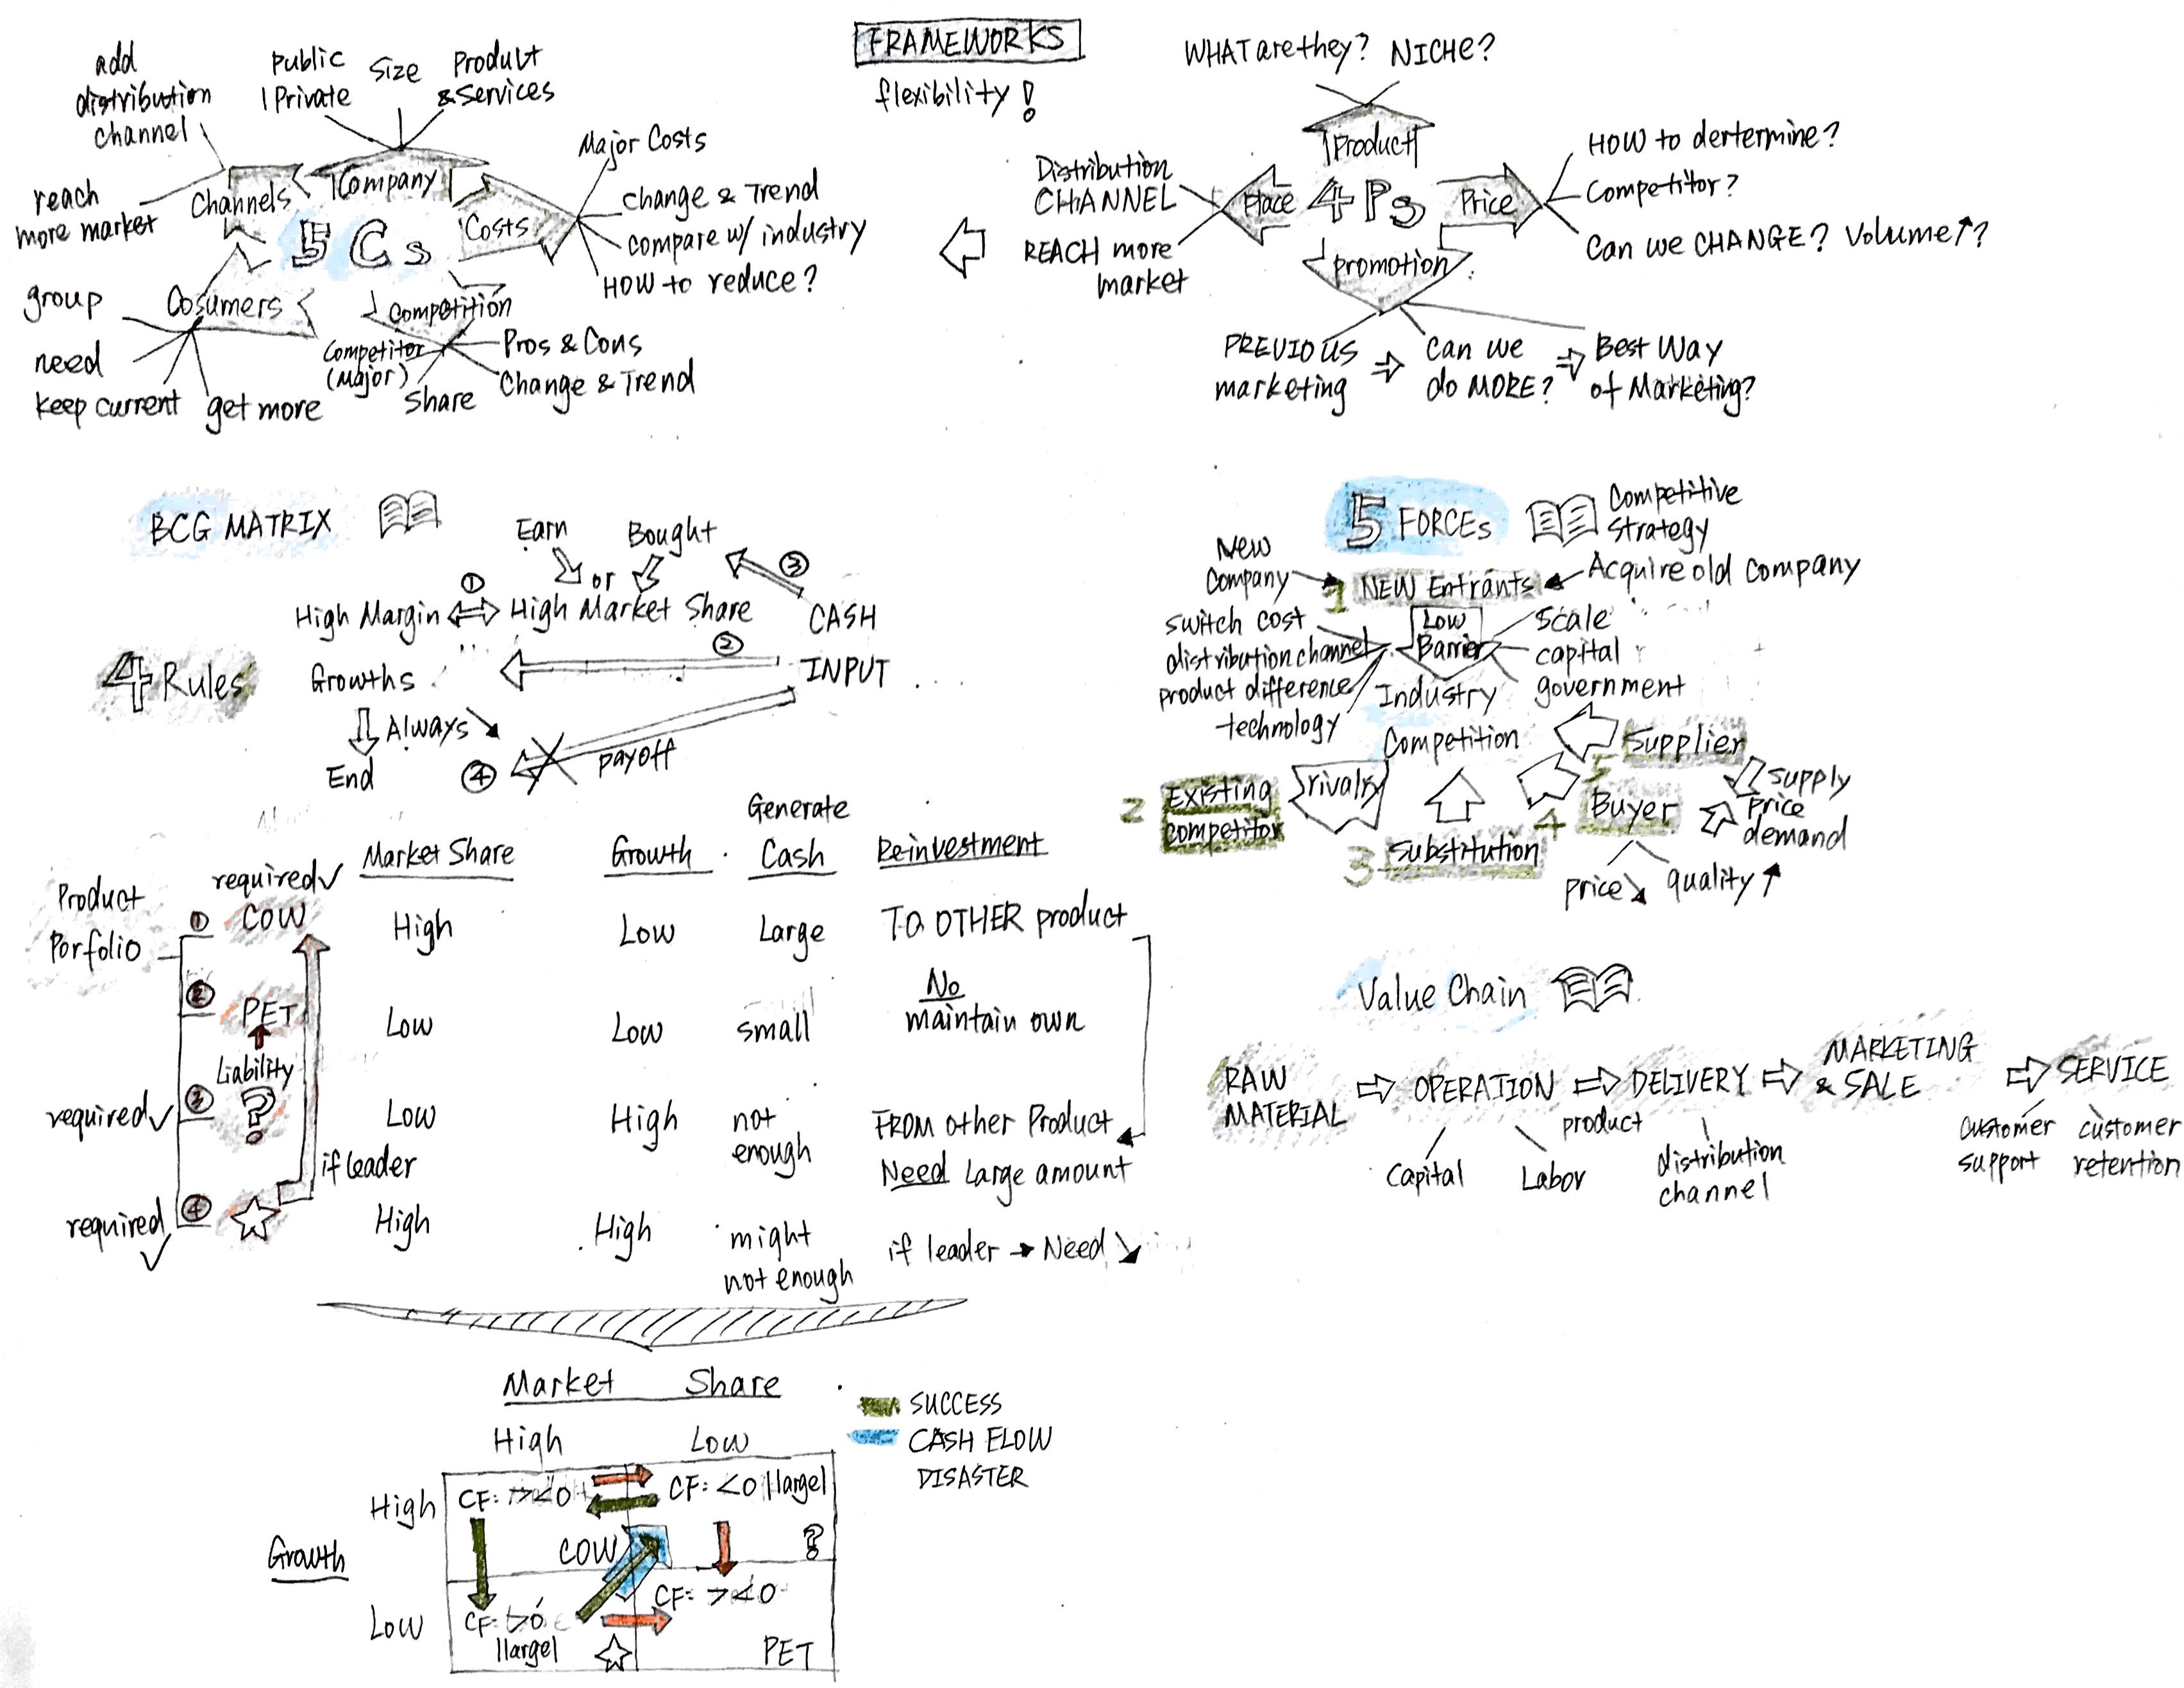 FRAMEWORKS
flexibility!
add
distribution
channel
Public
/Private
Size
Product
& Services
reach
more market
Channels
Company
Costs
5 Cs
Cosumers
Competition
Major Costs
Change & Trend
compare w/ industry
HOW to reduce?
group
need
keep current
get more
Competitor
(Major)
Share
Pros & Cons
Change & Trend
WHAT are they?
NICHE?
Product
4 Ps
Place
Price
promotion
Distribution
CHANNEL
REACH more
market
HOW to dertermine?
Competitor?
Can we CHANGE? Volume↑?
PREVIOUS
marketing
⇒
Can we
do MORE?
⇒
Best Way
of Marketing?
BCG MATRIX
Earn
or
Bought
③
①
High Margin ⇔ High Market Share
CASH
②
4 Rules
Growths
INPUT
Always ↘
End
④
payoff
Product
Porfolio
required✓
Market Share
Growth
Generate
Cash
Reinvestment
① COW
High
Low
Large
TO OTHER product
② PET
Low
Low
small
No
maintain own
Liability
required✓
③ ?
Low
High
not
enough
FROM other Product
Need Large amount
if leader
required
✓
④ ☆
High
High
might
not enough
if leader → Need ↘
Market Share
High
Low
SUCCESS
CASH FLOW
DISASTER
Growth
High
CF: ><0
CF: <0 |large|
COW
?
Low
CF: >0
|large|
☆
CF: ><0
PET
5 FORCEs
Competitive
Strategy
New
Company
1 NEW Entrants
Acquire old company
switch cost
distribution channel
product difference
technology
Low
Barrier
Scale
capital
government
Industry
Competition
5 Supplier
2 Existing
competitor
rivalry
3 Substitution
4 Buyer
supply
price
demand
price ↘
quality ↑
Value Chain
RAW
MATERIAL
⇒ OPERATION
⇒ DELIVERY
⇒ MARKETING
& SALE
⇒ SERVICE
Capital
Labor
product
distribution
channel
Customer
support
customer
retention